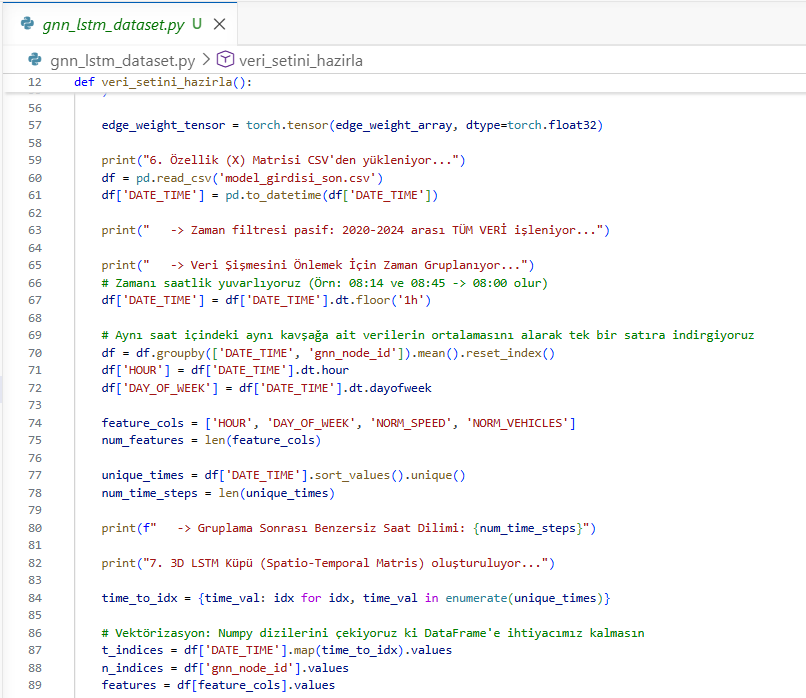 gnn_lstm_dataset.py U ×
gnn_lstm_dataset.py > veri_setini_hazirla
12 def veri_setini_hazirla():
56
57 edge_weight_tensor = torch.tensor(edge_weight_array, dtype=torch.float32)
58
59 print("6. Özellik (X) Matrisi CSV'den yükleniyor...")
60 df = pd.read_csv('model_girdisi_son.csv')
61 df['DATE_TIME'] = pd.to_datetime(df['DATE_TIME'])
62
63 print("   -> Zaman filtresi pasif: 2020-2024 arası TÜM VERİ işleniyor...")
64
65 print("   -> Veri Şişmesini Önlemek İçin Zaman Gruplanıyor...")
66 # Zamanı saatlik yuvarlıyoruz (Örn: 08:14 ve 08:45 -> 08:00 olur)
67 df['DATE_TIME'] = df['DATE_TIME'].dt.floor('1h')
68
69 # Aynı saat içindeki aynı kavşağa ait verilerin ortalamasını alarak tek bir satıra indirgiyoruz
70 df = df.groupby(['DATE_TIME', 'gnn_node_id']).mean().reset_index()
71 df['HOUR'] = df['DATE_TIME'].dt.hour
72 df['DAY_OF_WEEK'] = df['DATE_TIME'].dt.dayofweek
73
74 feature_cols = ['HOUR', 'DAY_OF_WEEK', 'NORM_SPEED', 'NORM_VEHICLES']
75 num_features = len(feature_cols)
76
77 unique_times = df['DATE_TIME'].sort_values().unique()
78 num_time_steps = len(unique_times)
79
80 print(f"   -> Gruplama Sonrası Benzersiz Saat Dilimi: {num_time_steps}")
81
82 print("7. 3D LSTM Küpü (Spatio-Temporal Matris) oluşturuluyor...")
83
84 time_to_idx = {time_val: idx for idx, time_val in enumerate(unique_times)}
85
86 # Vektörizasyon: Numpy dizilerini çekiyoruz ki DataFrame'e ihtiyacımız kalmasın
87 t_indices = df['DATE_TIME'].map(time_to_idx).values
88 n_indices = df['gnn_node_id'].values
89 features = df[feature_cols].values